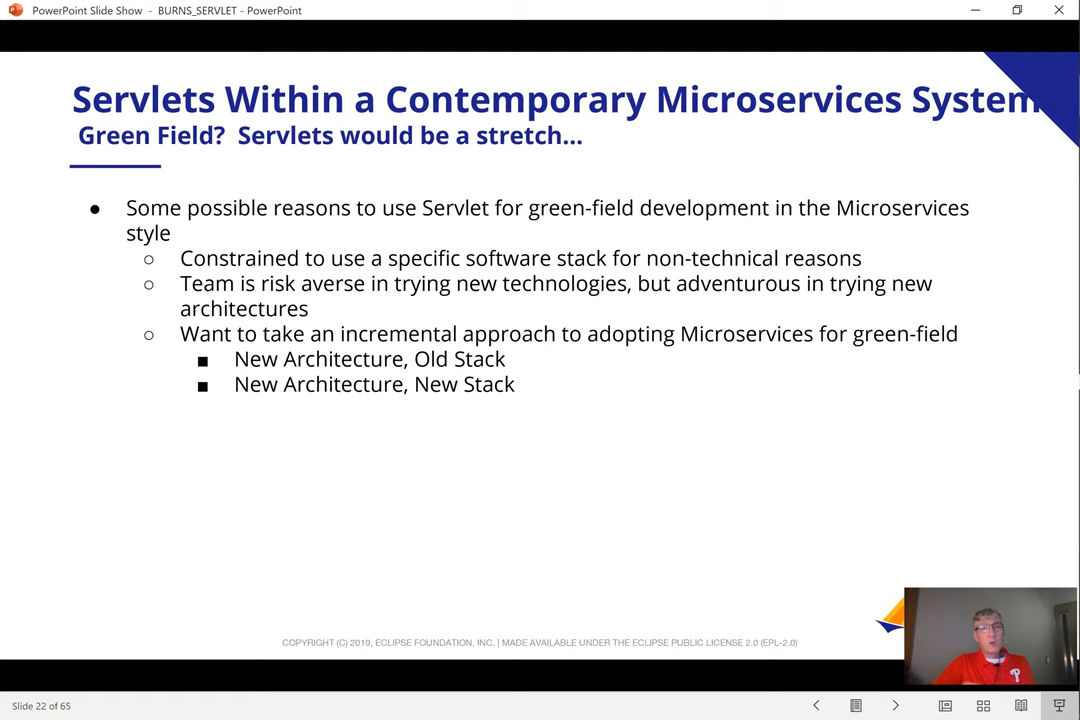 PowerPoint Slide Show - BURNS_SERVLET - PowerPoint
Servlets Within a Contemporary Microservices System
Green Field? Servlets would be a stretch...
● Some possible reasons to use Servlet for green-field development in the Microservices
style
○ Constrained to use a specific software stack for non-technical reasons
○ Team is risk averse in trying new technologies, but adventurous in trying new
architectures
○ Want to take an incremental approach to adopting Microservices for green-field
■ New Architecture, Old Stack
■ New Architecture, New Stack
COPYRIGHT (C) 2019, ECLIPSE FOUNDATION, INC. | MADE AVAILABLE UNDER THE ECLIPSE PUBLIC LICENSE 2.0 (EPL-2.0)
P
Slide 22 of 65